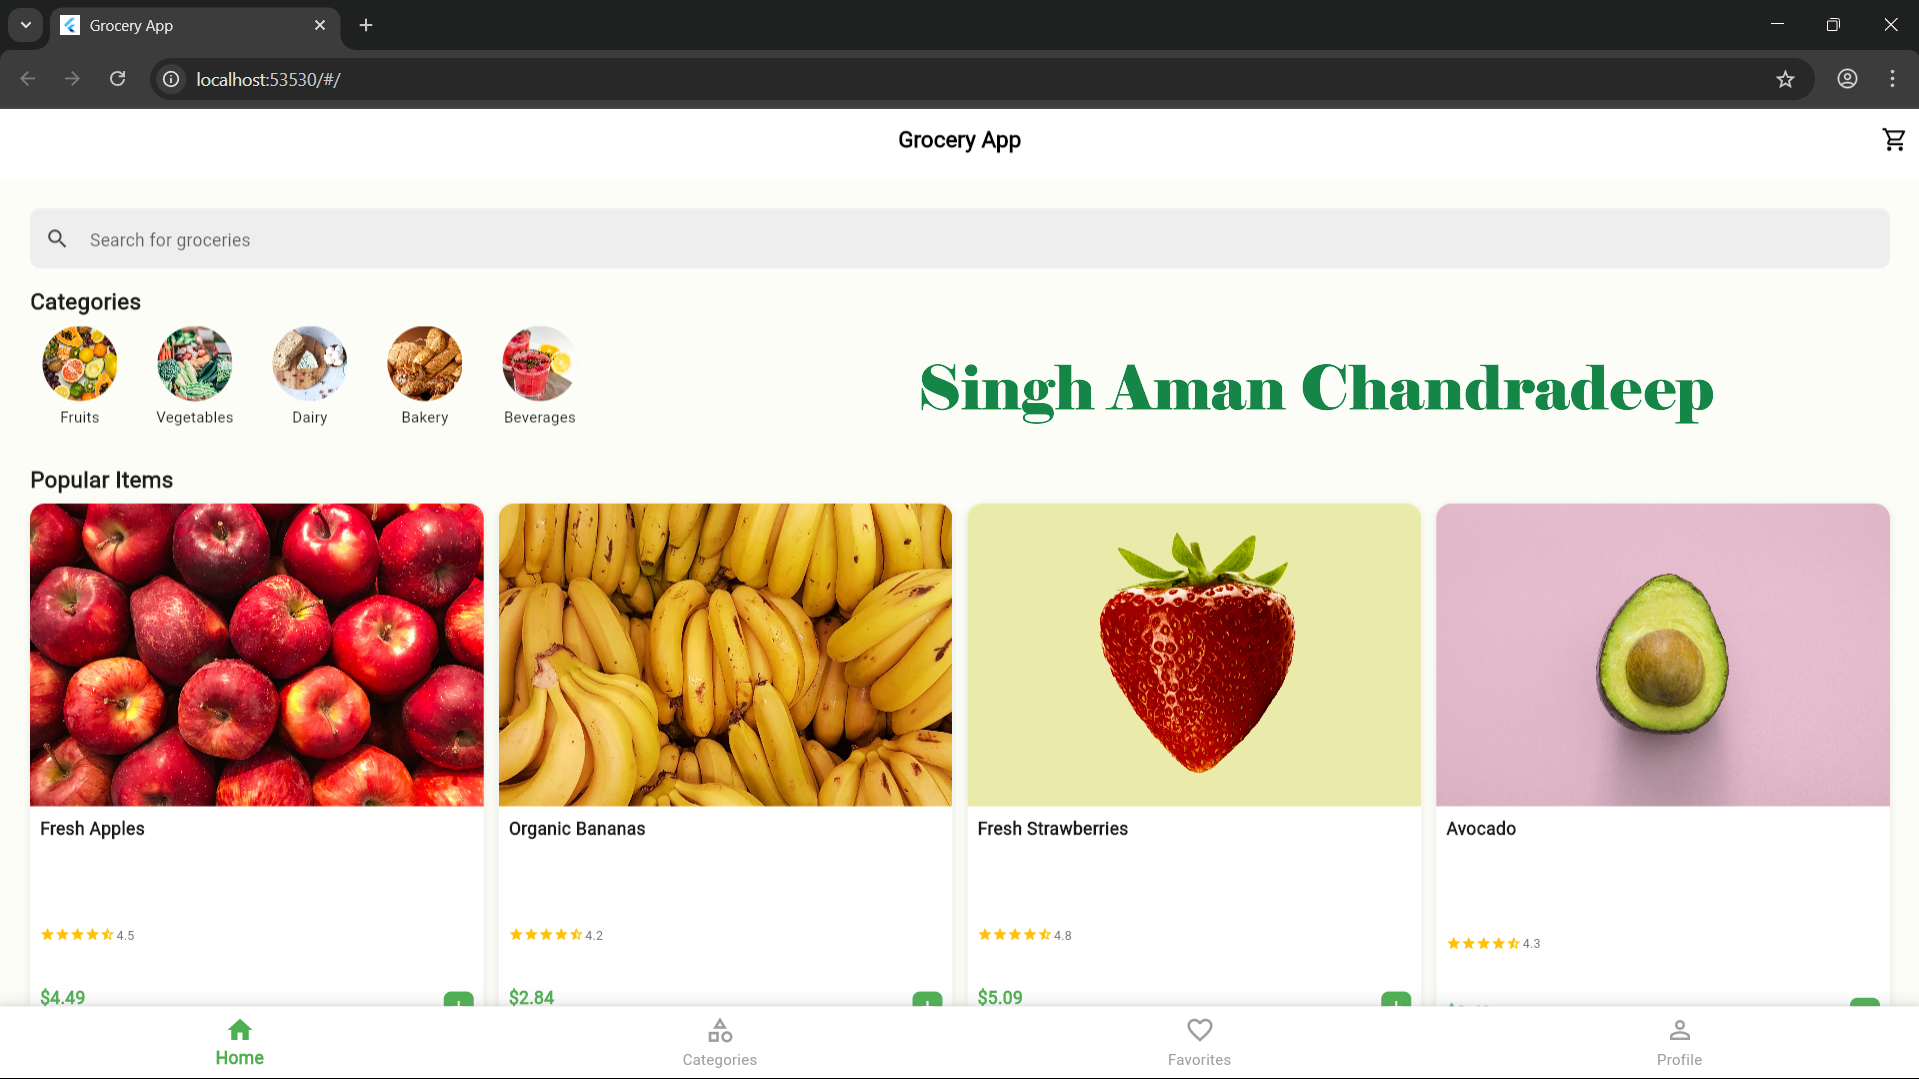 Grocery App
localhost:53530/#/
Grocery App
Search for groceries
Categories
Fruits
Vegetables
Dairy
Bakery
Beverages
Singh Aman Chandradeep
Popular Items
Fresh Apples
Organic Bananas
Fresh Strawberries
Avocado
4.5
4.2
4.8
4.3
$4.49
$2.84
$5.09
Home
Categories
Favorites
Profile